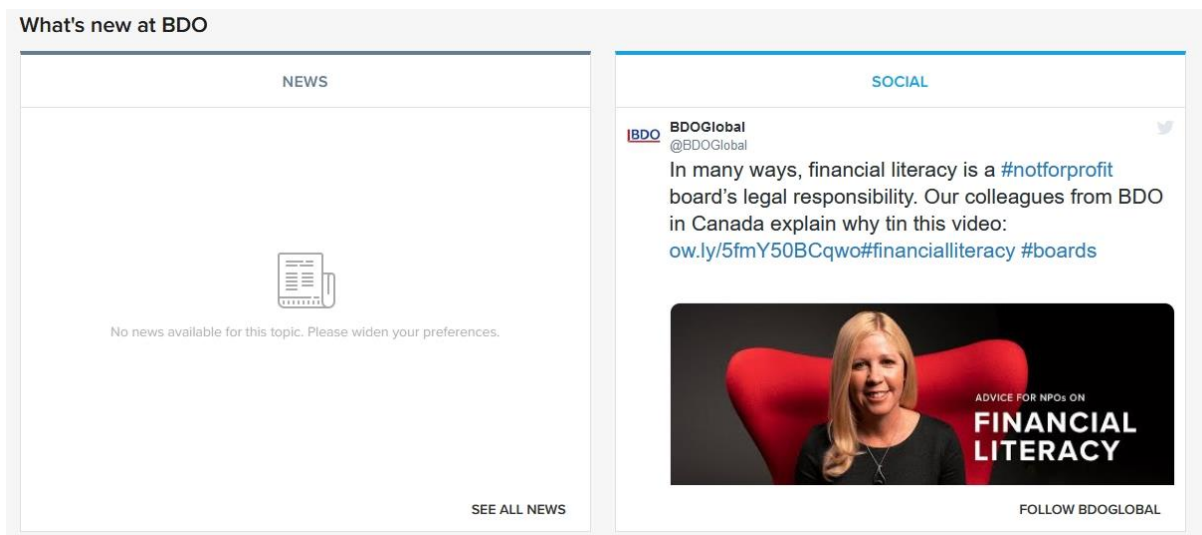 What's new at BDO
NEWS
No news available for this topic. Please widen your preferences.
SEE ALL NEWS
SOCIAL
BDO
BDOGlobal
@BDOGlobal
In many ways, financial literacy is a #notforprofit
board's legal responsibility. Our colleagues from BDO
in Canada explain why tin this video:
ow.ly/5fmY50BCqwo#financialliteracy #boards
ADVICE FOR NPOs ON
FINANCIAL
LITERACY
FOLLOW BDOGLOBAL